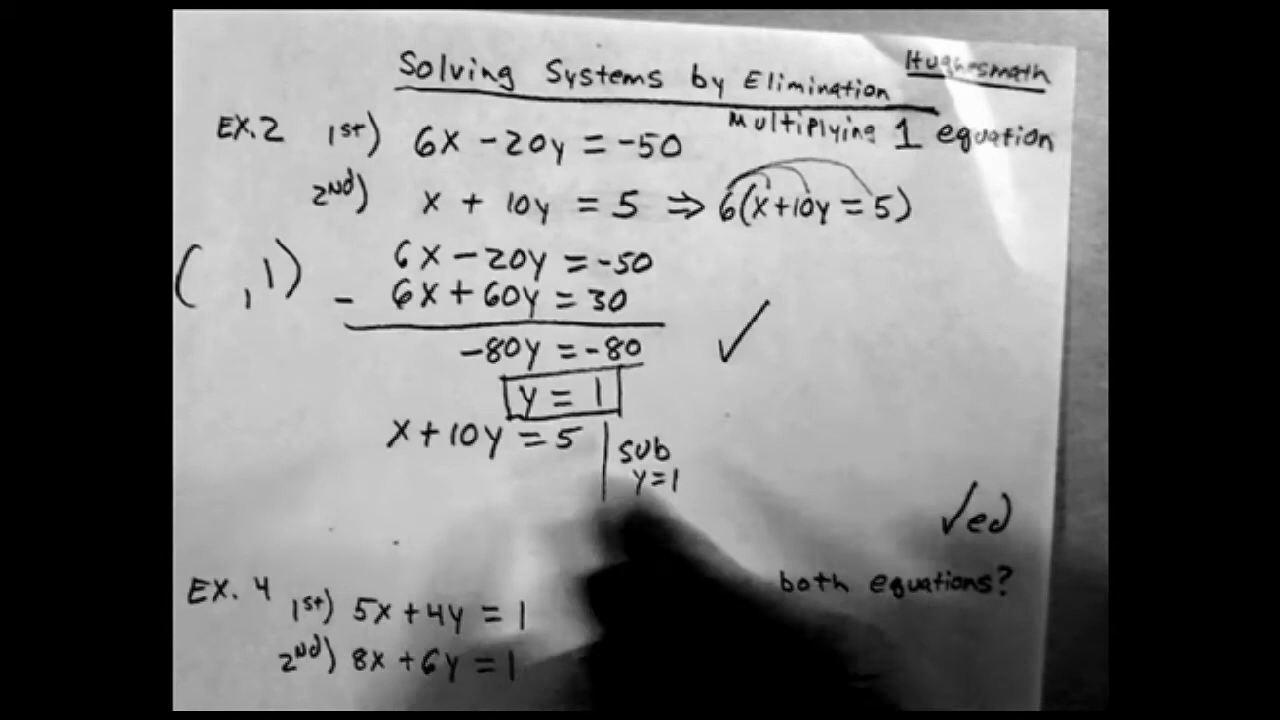 Solving Systems by Elimination Hughesmath
Multiplying 1 equation
EX.2 1st) 6x - 20y = -50
2nd) x + 10y = 5 ⇒ 6(x+10y = 5)
6x - 20y = -50
( , 1)
- 6x + 60y = 30
-80y = -80 ✓
y = 1
x + 10y = 5 | sub
y=1
✓ed
both equations?
EX. 4 1st) 5x + 4y = 1
2nd) 8x + 6y = 1